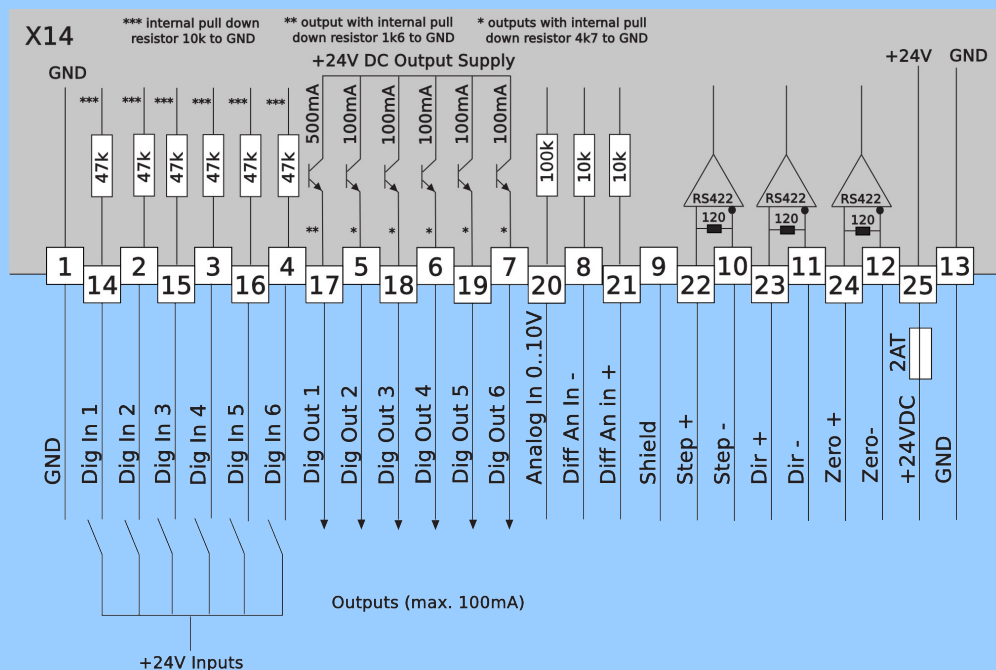 X14
*** internal pull down
resistor 10k to GND
** output with internal pull
down resistor 1k6 to GND
* outputs with internal pull
down resistor 4k7 to GND
+24V DC Output Supply
GND
+24V
GND
*** *** *** *** *** ***
500mA 100mA 100mA 100mA 100mA 100mA
47k 47k 47k 47k 47k 47k
100k 10k 10k
RS422 RS422 RS422
120 120 120
** * * * * *
1 2 3 4 5 6 7 8 9 10 11 12 13
14 15 16 17 18 19 20 21 22 23 24 25
2AT
GND
Dig In 1
Dig In 2
Dig In 3
Dig In 4
Dig In 5
Dig In 6
Dig Out 1
Dig Out 2
Dig Out 3
Dig Out 4
Dig Out 5
Dig Out 6
Analog In 0..10V
Diff An In -
Diff An in +
Shield
Step +
Step -
Dir +
Dir -
Zero +
Zero-
+24VDC
GND
Outputs (max. 100mA)
+24V Inputs